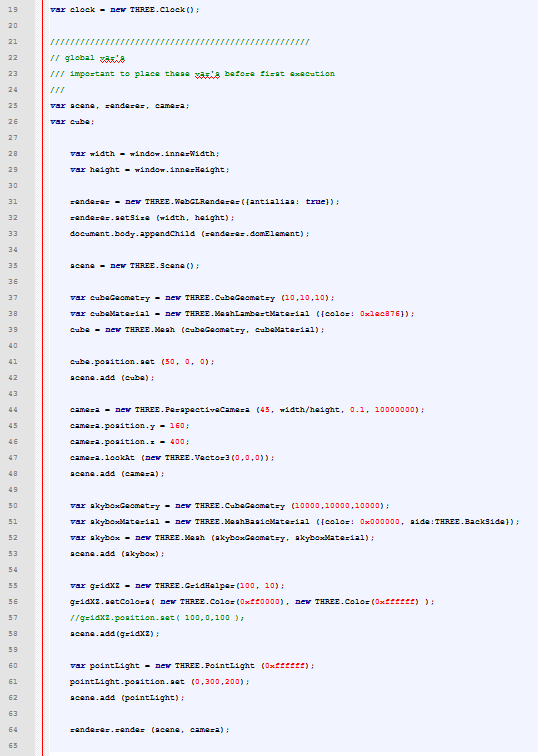 19 var clock = new THREE.Clock();
20
21 ////////////////////////////////////////////////////
22 // global var's
23 /// important to place these var's before first execution
24 ///
25 var scene, renderer, camera;
26 var cube;
27
28 var width = window.innerWidth;
29 var height = window.innerHeight;
30
31 renderer = new THREE.WebGLRenderer({antialias: true});
32 renderer.setSize (width, height);
33 document.body.appendChild (renderer.domElement);
34
35 scene = new THREE.Scene();
36
37 var cubeGeometry = new THREE.CubeGeometry (10,10,10);
38 var cubeMaterial = new THREE.MeshLambertMaterial ({color: 0x1ec876});
39 cube = new THREE.Mesh (cubeGeometry, cubeMaterial);
40
41 cube.position.set (50, 0, 0);
42 scene.add (cube);
43
44 camera = new THREE.PerspectiveCamera (45, width/height, 0.1, 10000000);
45 camera.position.y = 160;
46 camera.position.z = 400;
47 camera.lookAt (new THREE.Vector3(0,0,0));
48 scene.add (camera);
49
50 var skyboxGeometry = new THREE.CubeGeometry (10000,10000,10000);
51 var skyboxMaterial = new THREE.MeshBasicMaterial ({color: 0x000000, side:THREE.BackSide});
52 var skybox = new THREE.Mesh (skyboxGeometry, skyboxMaterial);
53 scene.add (skybox);
54
55 var gridXZ = new THREE.GridHelper(100, 10);
56 gridXZ.setColors( new THREE.Color(0xff0000), new THREE.Color(0xffffff) );
57 //gridXZ.position.set( 100,0,100 );
58 scene.add(gridXZ);
59
60 var pointLight = new THREE.PointLight (0xffffff);
61 pointLight.position.set (0,300,200);
62 scene.add (pointLight);
63
64 renderer.render (scene, camera);
65